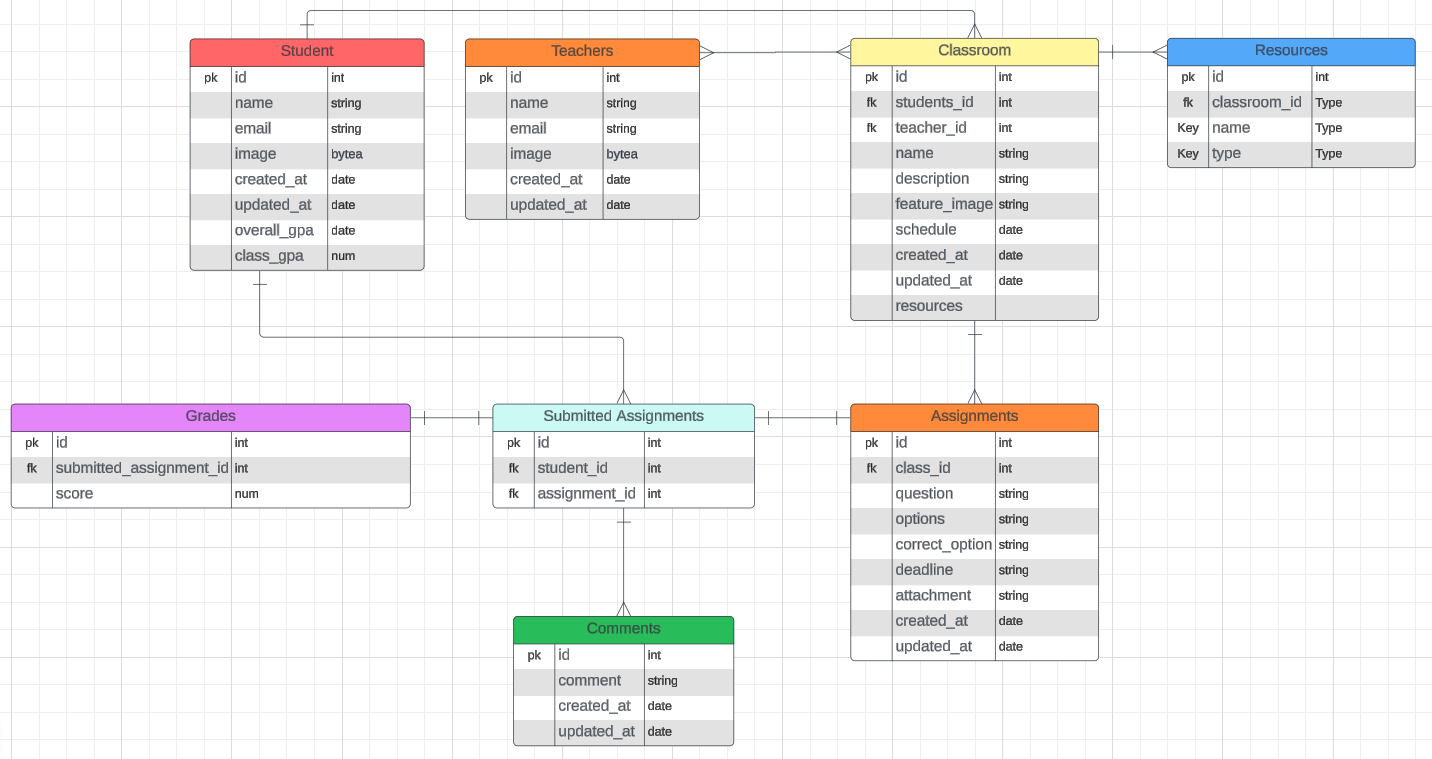 Student
pk id int
name string
email string
image bytea
created_at date
updated_at date
overall_gpa date
class_gpa num
Teachers
pk id int
name string
email string
image bytea
created_at date
updated_at date
Classroom
pk id int
fk students_id int
fk teacher_id int
name string
description string
feature_image string
schedule date
created_at date
updated_at date
resources
Resources
pk id int
fk classroom_id Type
Key name Type
Key type Type
Grades
pk id int
fk submitted_assignment_id int
score num
Submitted Assignments
pk id int
fk student_id int
fk assignment_id int
Assignments
pk id int
fk class_id int
question string
options string
correct_option string
deadline string
attachment string
created_at date
updated_at date
Comments
pk id int
comment string
created_at date
updated_at date